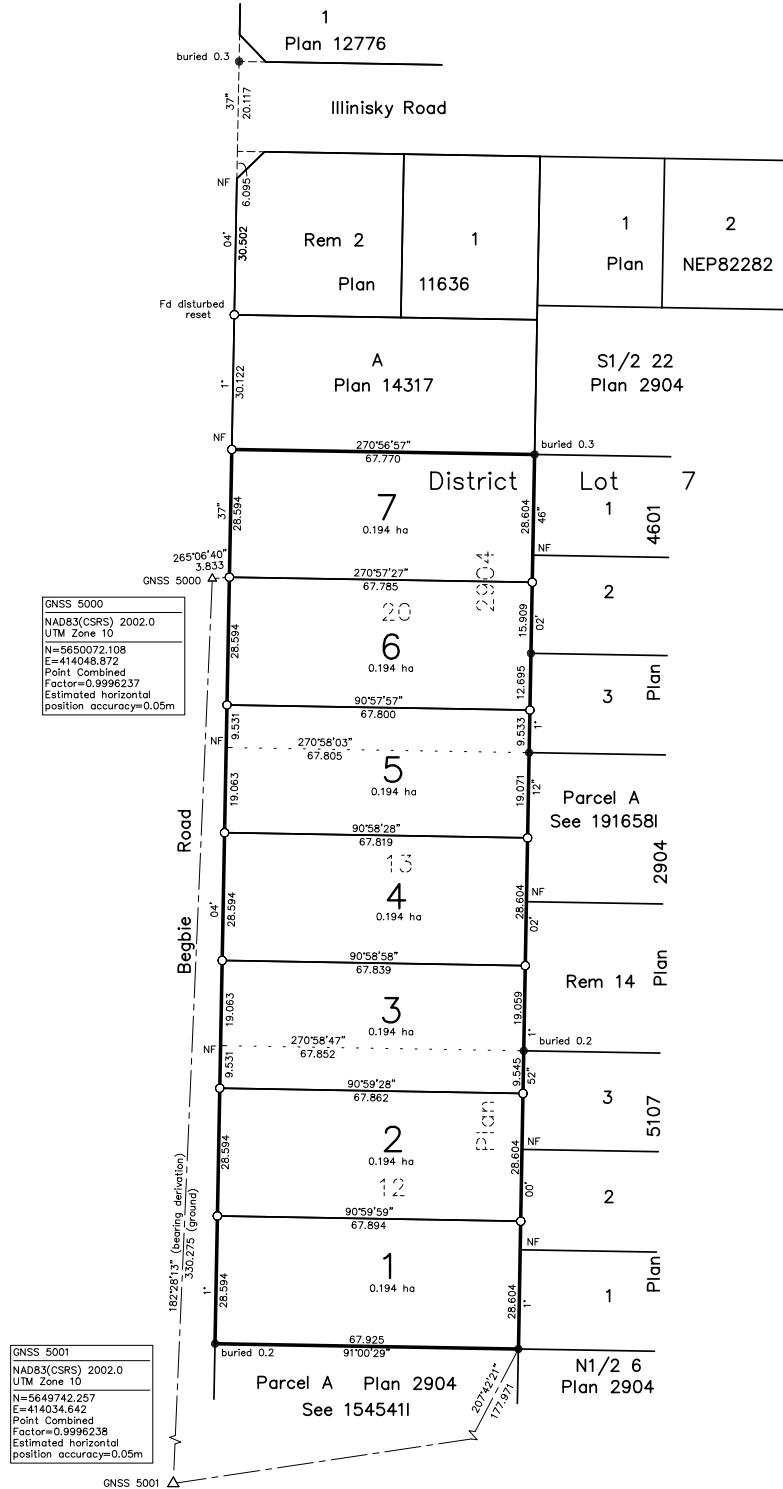 1
Plan 12776
buried 0.3
37"
20.117
Illinisky Road
NF
6.095
04'
30.502
Rem 2
1
Plan 11636
1
2
Plan NEP82282
Fd disturbed
reset
A
Plan 14317
S1/2 22
Plan 2904
1°
30.122
NF
270°56'57"
67.770
buried 0.3
District Lot 7
7
0.194 ha
37"
28.594
28.604
46"
1
4601
NF
265°06'40"
3.833
GNSS 5000
270°57'27"
67.785
2904
20
2
GNSS 5000
NAD83(CSRS) 2002.0
UTM Zone 10
N=5650072.108
E=414048.872
Point Combined
Factor=0.9996237
Estimated horizontal
position accuracy=0.05m
28.594
6
0.194 ha
15.909
02'
12.695
3
Plan
90°57'57"
67.800
9.531
9.533
1°
NF
270°58'03"
67.805
5
0.194 ha
19.063
19.071
12"
Parcel A
See 191658I
Road
90°58'28"
67.819
13
2904
4
0.194 ha
NF
04'
28.594
28.604
02'
Begbie
90°58'58"
67.839
Rem 14
Plan
3
0.194 ha
19.063
19.059
1°
NF
270°58'47"
67.852
buried 0.2
9.531
9.545
52"
90°59'28"
67.862
3
5107
Plan
2
0.194 ha
28.594
28.604
NF
12
00'
2
182°28'13" (bearing derivation)
330.275 (ground)
90°59'59"
67.894
NF
1
0.194 ha
1°
28.594
28.604
1°
1
Plan
67.925
91°00'29"
buried 0.2
N1/2 6
Plan 2904
GNSS 5001
NAD83(CSRS) 2002.0
UTM Zone 10
N=5649742.257
E=414034.642
Point Combined
Factor=0.9996238
Estimated horizontal
position accuracy=0.05m
Parcel A Plan 2904
See 154541I
207°42'21"
177.971
GNSS 5001